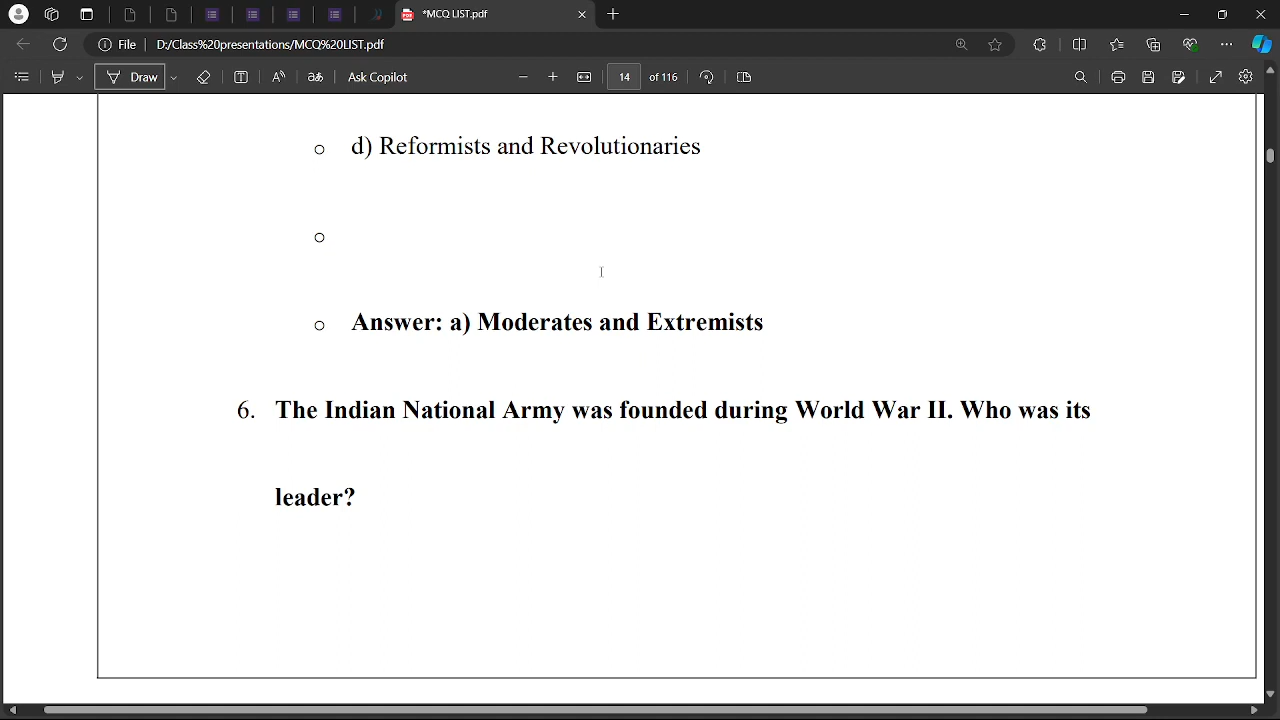 *MCQ LIST.pdf
File D:/Class%20presentations/MCQ%20LIST.pdf
Draw Ask Copilot 14 of 116
d) Reformists and Revolutionaries
Answer: a) Moderates and Extremists
6. The Indian National Army was founded during World War II. Who was its
leader?